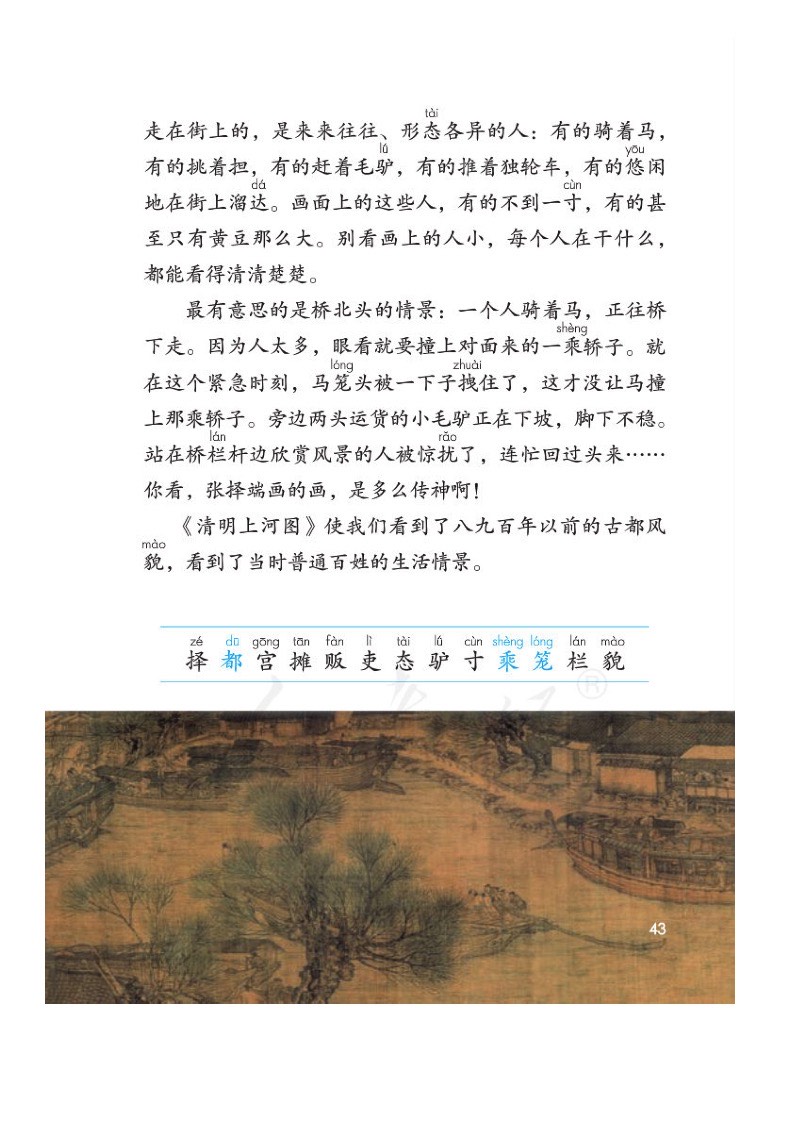 tài
走在街上的，是来来往往、形态各异的人：有的骑着马，
lǘ yōu
有的挑着担，有的赶着毛驴，有的推着独轮车，有的悠闲
dá cùn
地在街上溜达。画面上的这些人，有的不到一寸，有的甚
至只有黄豆那么大。别看画上的人小，每个人在干什么，
都能看得清清楚楚。
最有意思的是桥北头的情景：一个人骑着马，正往桥
shèng
下走。因为人太多，眼看就要撞上对面来的一乘轿子。就
lóng zhuài
在这个紧急时刻，马笼头被一下子拽住了，这才没让马撞
上那乘轿子。旁边两头运货的小毛驴正在下坡，脚下不稳。
lán rǎo
站在桥栏杆边欣赏风景的人被惊扰了，连忙回过头来……
你看，张择端画的画，是多么传神啊！
《清明上河图》使我们看到了八九百年以前的古都风
mào
貌，看到了当时普通百姓的生活情景。
zé dū gōng tān fàn lì tài lǘ cùn shèng lóng lán mào
择 都 宫 摊 贩 吏 态 驴 寸 乘 笼 栏 貌
®
43